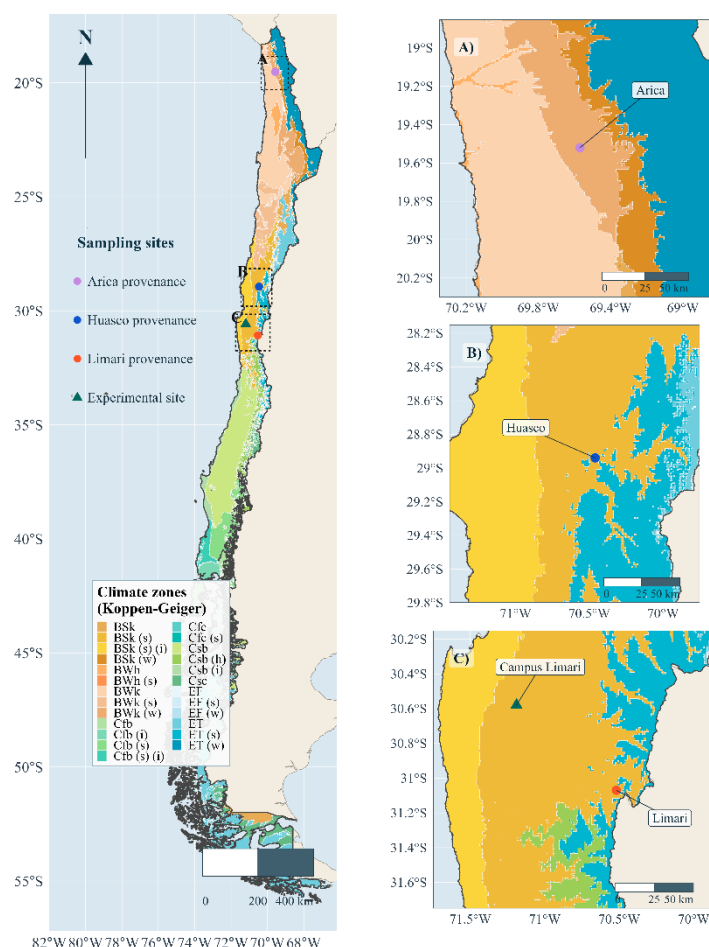 N
20°S
25°S
30°S
35°S
40°S
45°S
50°S
55°S
A
B
C
Sampling sites
Arica provenance
Huasco provenance
Limari provenance
Experimental site
Climate zones
(Koppen-Geiger)
BSk
BSk (s)
BSk (s) (i)
BSk (w)
BWh
BWh (s)
BWk
BWk (s)
BWk (w)
Cfb
Cfb (i)
Cfb (s)
Cfb (s) (i)
Cfc
Cfc (s)
Csb
Csb (h)
Csb (i)
Csc
EF
EF (s)
EF (w)
ET
ET (s)
ET (w)
0 200 400 km
82°W 80°W 78°W 76°W 74°W 72°W 70°W 68°W
A)
Arica
19°S
19.2°S
19.4°S
19.6°S
19.8°S
20°S
20.2°S
0 25 50 km
70.2°W 69.8°W 69.4°W 69°W
B)
Huasco
28.2°S
28.4°S
28.6°S
28.8°S
29°S
29.2°S
29.4°S
29.6°S
29.8°S
0 25 50 km
71°W 70.5°W 70°W
C)
Campus Limari
Limari
30.2°S
30.4°S
30.6°S
30.8°S
31°S
31.2°S
31.4°S
31.6°S
0 25 50 km
71.5°W 71°W 70.5°W 70°W